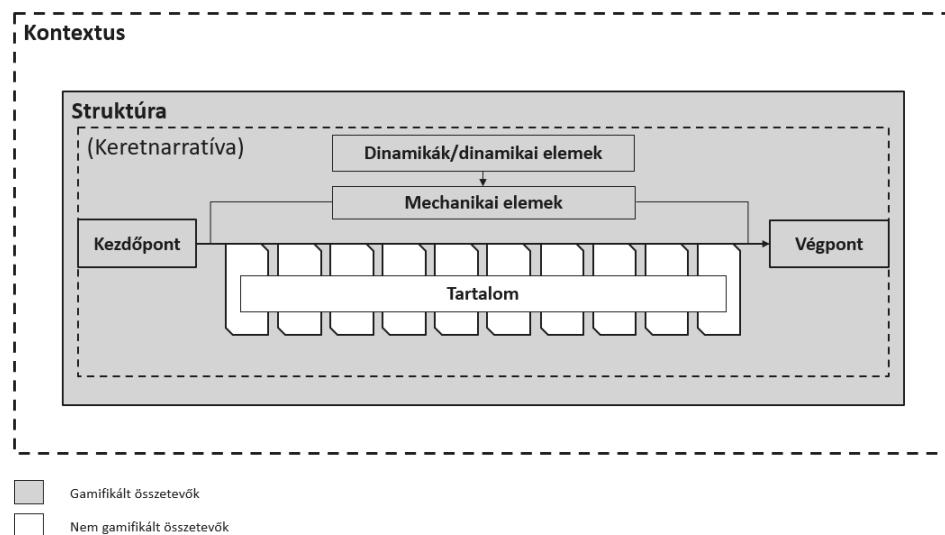 Kontextus
Struktúra
(Keretnarratíva)
Dinamikák/dinamikai elemek
Mechanikai elemek
Kezdőpont
Végpont
Tartalom
Gamifikált összetevők
Nem gamifikált összetevők